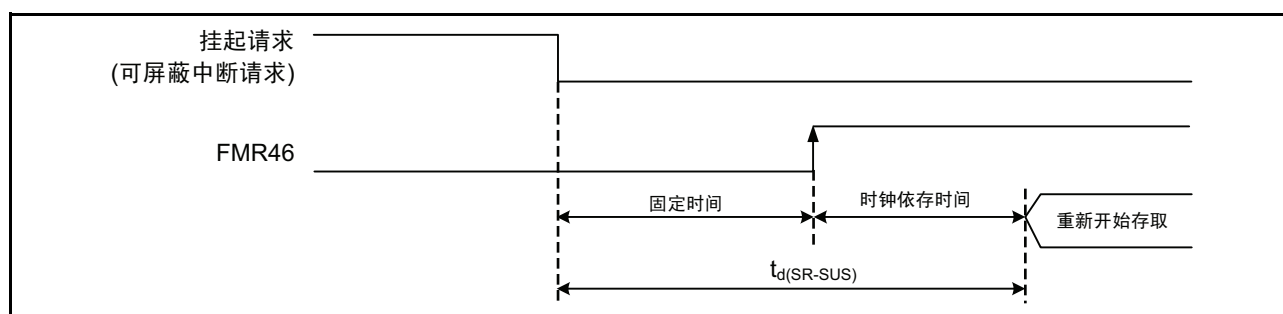 挂起请求
(可屏蔽中断请求)
FMR46
固定时间
时钟依存时间
重新开始存取
td(SR-SUS)